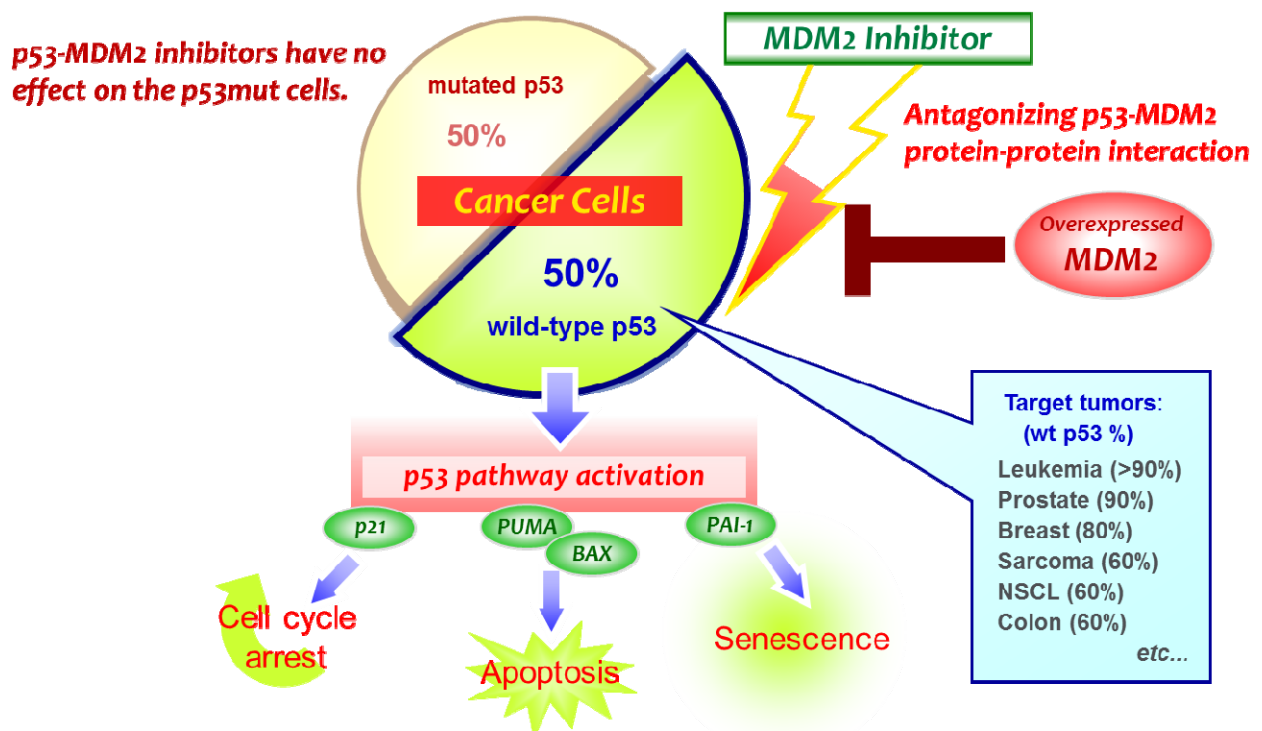 p53-MDM2 inhibitors have no
effect on the p53mut cells.
mutated p53
50%
Cancer Cells
50%
wild-type p53
MDM2 Inhibitor
Antagonizing p53-MDM2
protein-protein interaction
Overexpressed
MDM2
p53 pathway activation
p21
PUMA
BAX
PAI-1
Cell cycle
arrest
Apoptosis
Senescence
Target tumors:
(wt p53 %)
Leukemia (>90%)
Prostate (90%)
Breast (80%)
Sarcoma (60%)
NSCL (60%)
Colon (60%)
etc...